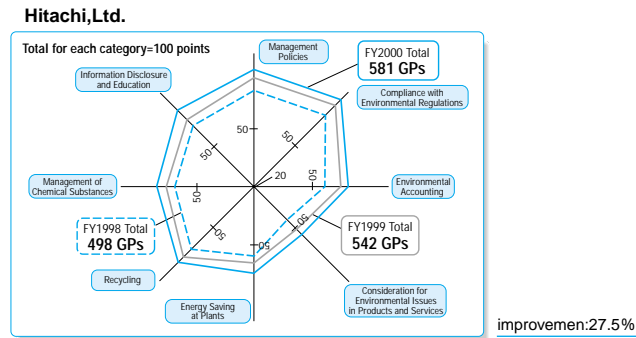 Hitachi,Ltd.
Total for each category=100 points
Management
Policies
FY2000 Total
581 GPs
Information Disclosure
and Education
Compliance with
Environmental Regulations
50
50
50
20
Management of
Chemical Substances
50
50
Environmental
Accounting
FY1998 Total
498 GPs
50
50
50
FY1999 Total
542 GPs
Recycling
Energy Saving
at Plants
Consideration for
Environmental Issues
in Products and Services
improvemen:27.5%